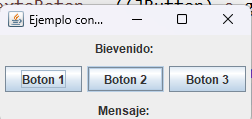 Ejemplo con...
Bievenido:
Boton 1 Boton 2 Boton 3
Mensaje: